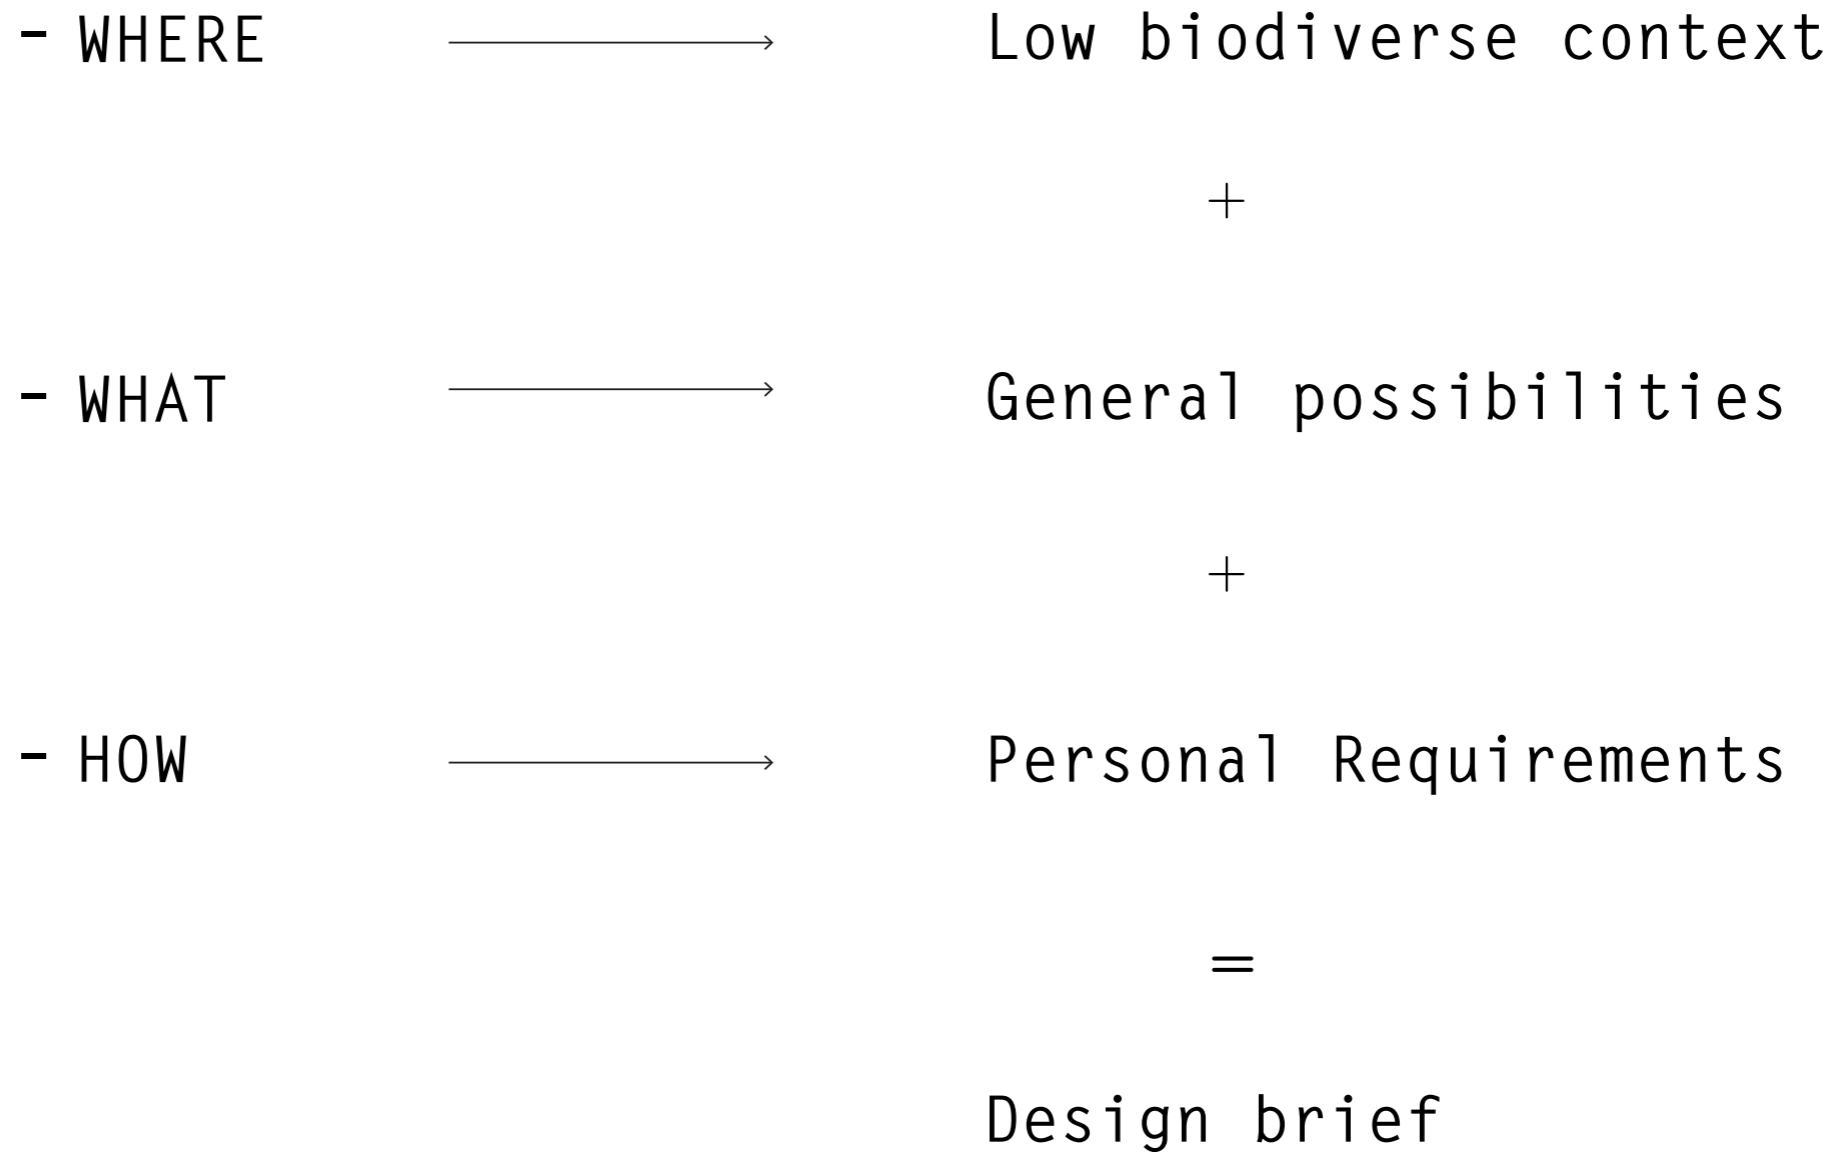 - WHERE Low biodiverse context
+
- WHAT General possibilities
+
- HOW Personal Requirements
=
Design brief